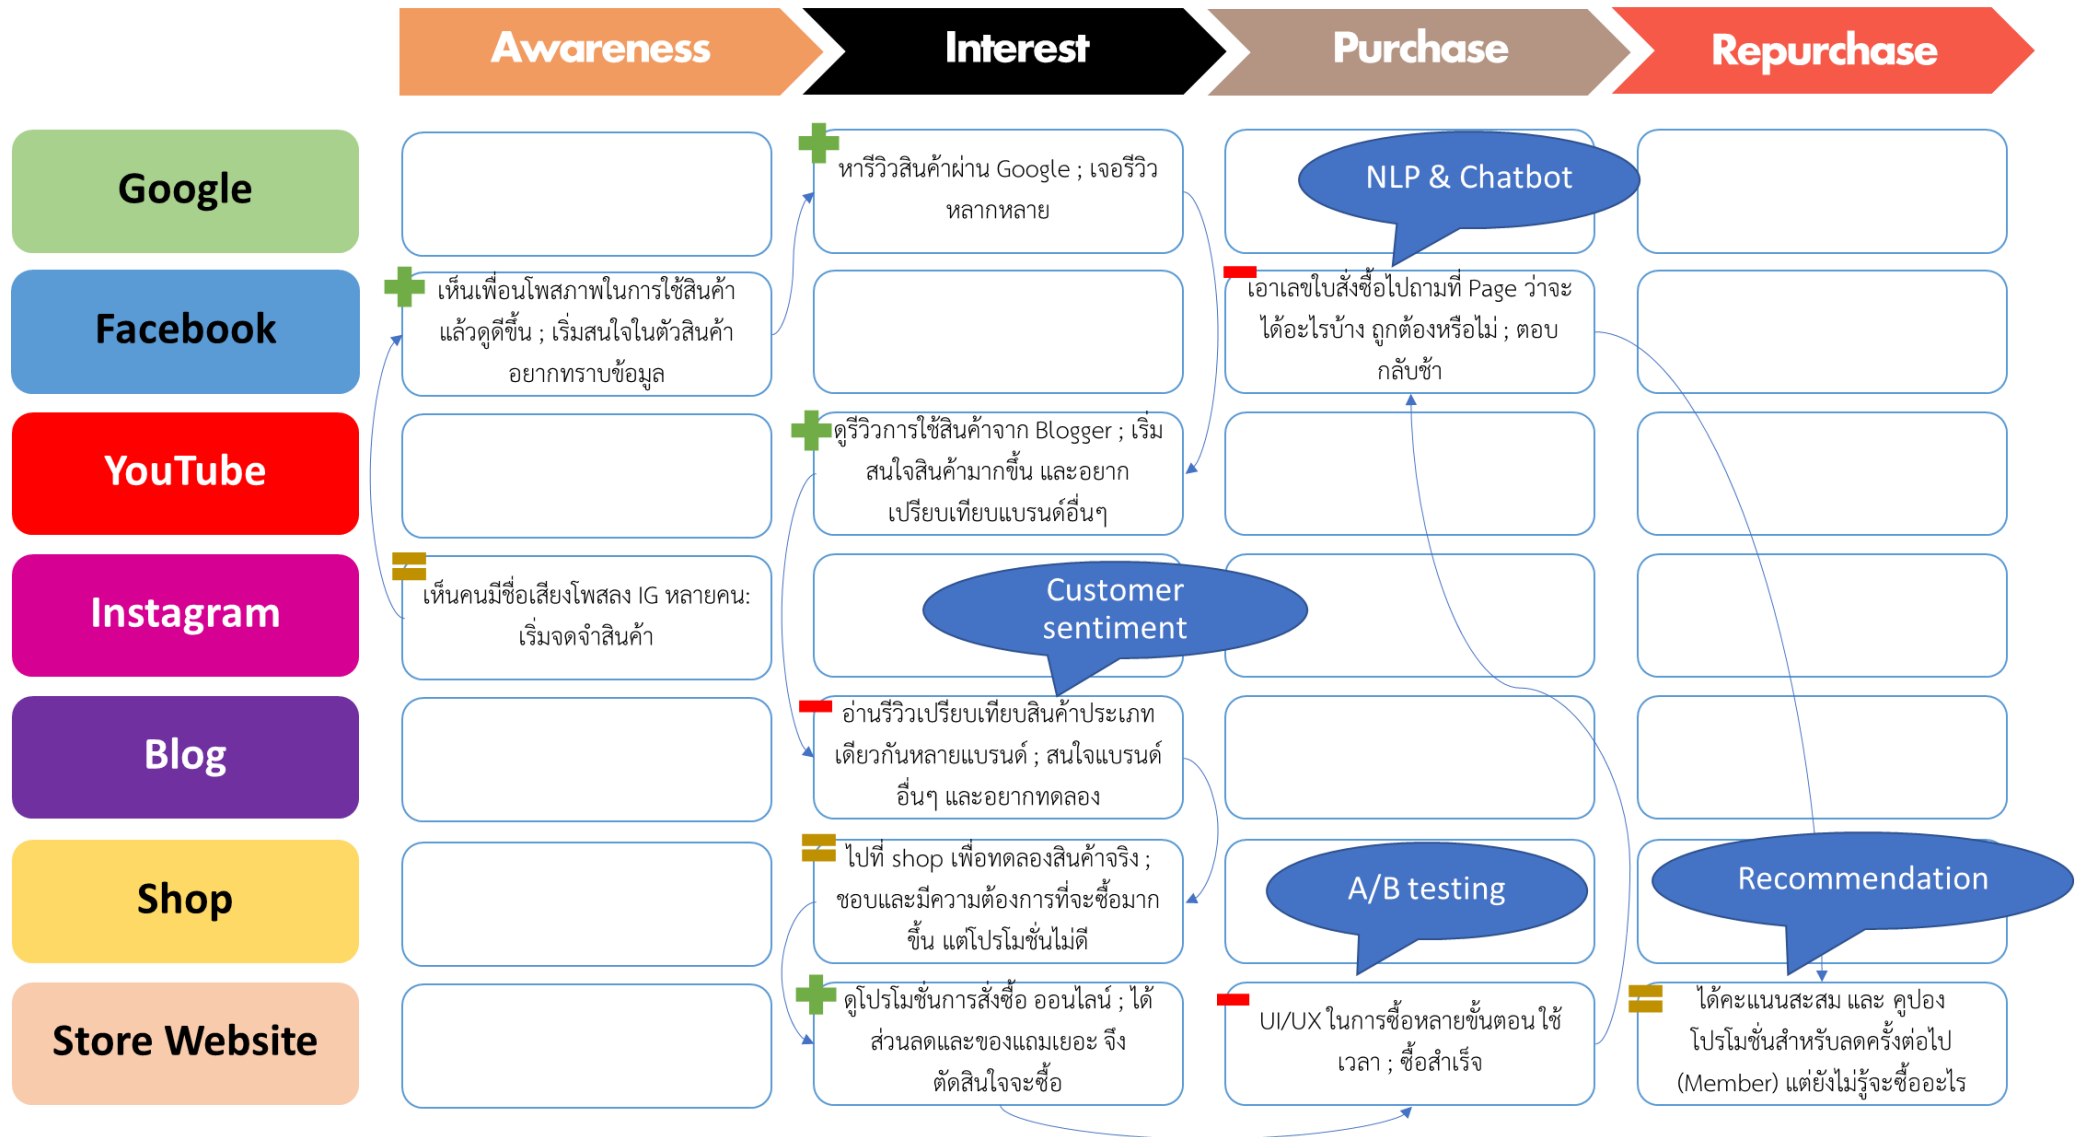 Awareness
Interest
Purchase
Repurchase
Google
หารีวิวสินค้าผ่าน Google ; เจอรีวิว
หลากหลาย
NLP & Chatbot
Facebook
เห็นเพื่อนโพสภาพในการใช้สินค้า
แล้วดูดีขึ้น ; เริ่มสนใจในตัวสินค้า
อยากทราบข้อมูล
เอาเลขใบสั่งซื้อไปถามที่ Page ว่าจะ
ได้อะไรบ้าง ถูกต้องหรือไม่ ; ตอบ
กลับช้า
YouTube
ดูรีวิวการใช้สินค้าจาก Blogger ; เริ่ม
สนใจสินค้ามากขึ้น และอยาก
เปรียบเทียบแบรนด์อื่นๆ
Instagram
เห็นคนมีชื่อเสียงโพสลง IG หลายคน:
เริ่มจดจำสินค้า
Customer
sentiment
Blog
อ่านรีวิวเปรียบเทียบสินค้าประเภท
เดียวกันหลายแบรนด์ ; สนใจแบรนด์
อื่นๆ และอยากทดลอง
Shop
ไปที่ shop เพื่อทดลองสินค้าจริง ;
ชอบและมีความต้องการที่จะซื้อมาก
ขึ้น แต่โปรโมชั่นไม่ดี
A/B testing
Recommendation
Store Website
ดูโปรโมชั่นการสั่งซื้อ ออนไลน์ ; ได้
ส่วนลดและของแถมเยอะ จึง
ตัดสินใจจะซื้อ
UI/UX ในการซื้อหลายขั้นตอน ใช้
เวลา ; ซื้อสำเร็จ
ได้คะแนนสะสม และ คูปอง
โปรโมชั่นสำหรับลดครั้งต่อไป
(Member) แต่ยังไม่รู้จะซื้ออะไร